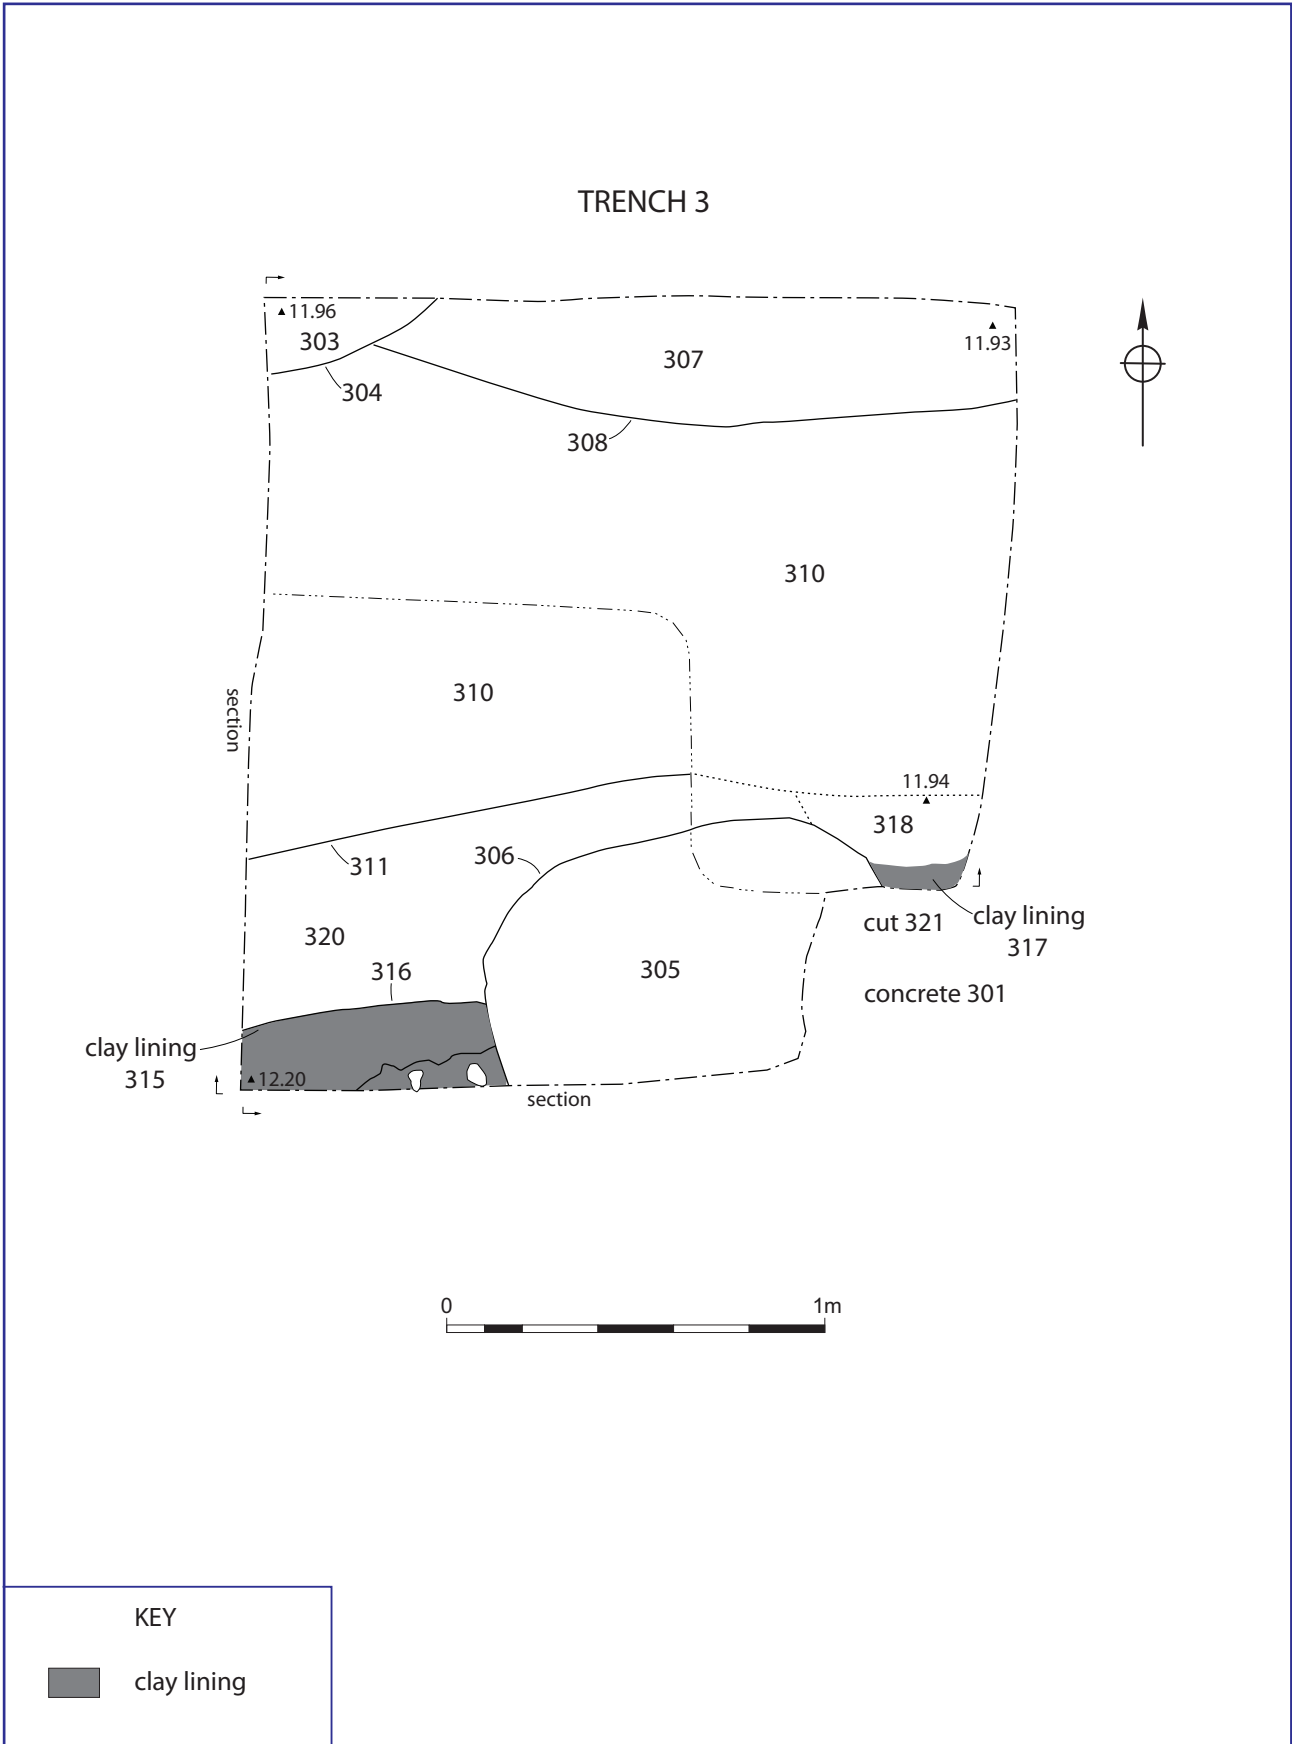 TRENCH 3
11.96
303
304
307
11.93
308
310
310
section
11.94
318
311
306
320
316
305
cut 321
clay lining
317
concrete 301
clay lining
315
12.20
section
0
1m
KEY
clay lining